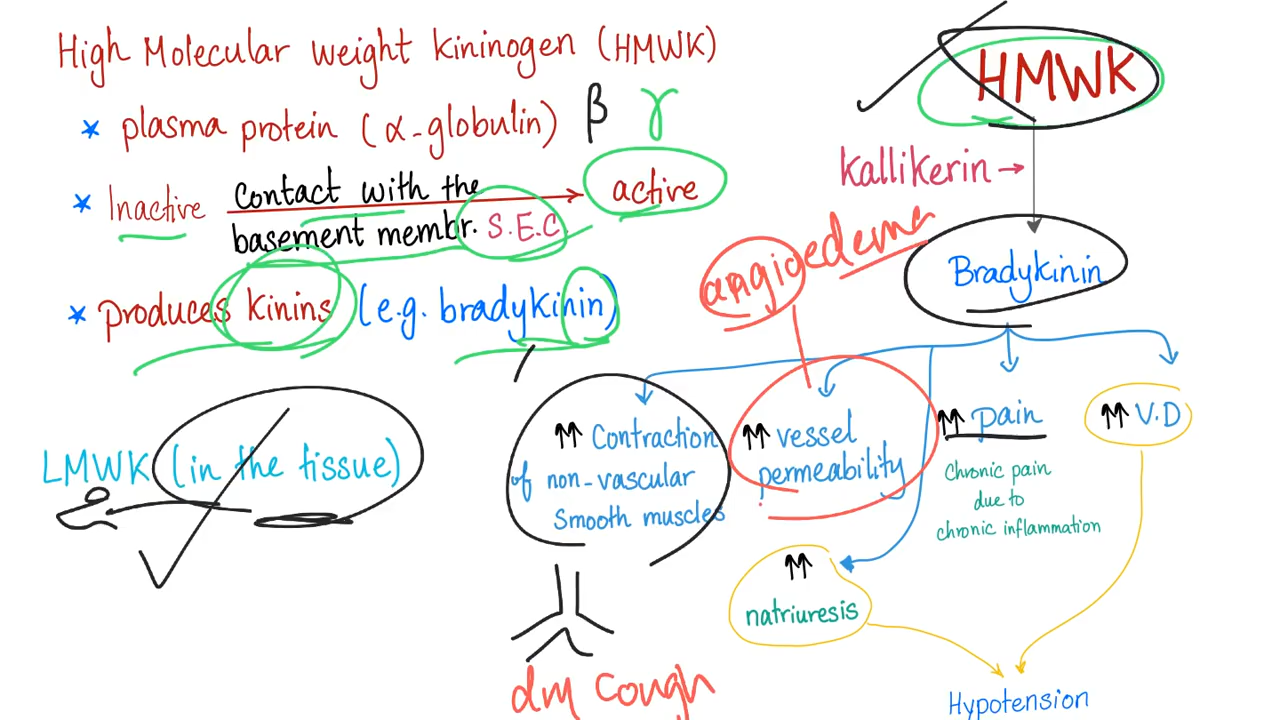 High Molecular weight kininogen (HMWK)
* plasma protein (α-globulin) β γ
* Inactive Contact with the active
basement membr. S.E.C.
* produces kinins (e.g. bradykinin)
LMWK (in the tissue)
HMWK
Kallikerin →
Bradykinin
angioedema
↑↑ Contraction
of non-vascular
Smooth muscles
↑↑ vessel
permeability
↑↑ pain
Chronic pain
due to
chronic inflammation
↑↑ V.D
↑↑
natriuresis
Hypotension
Cough